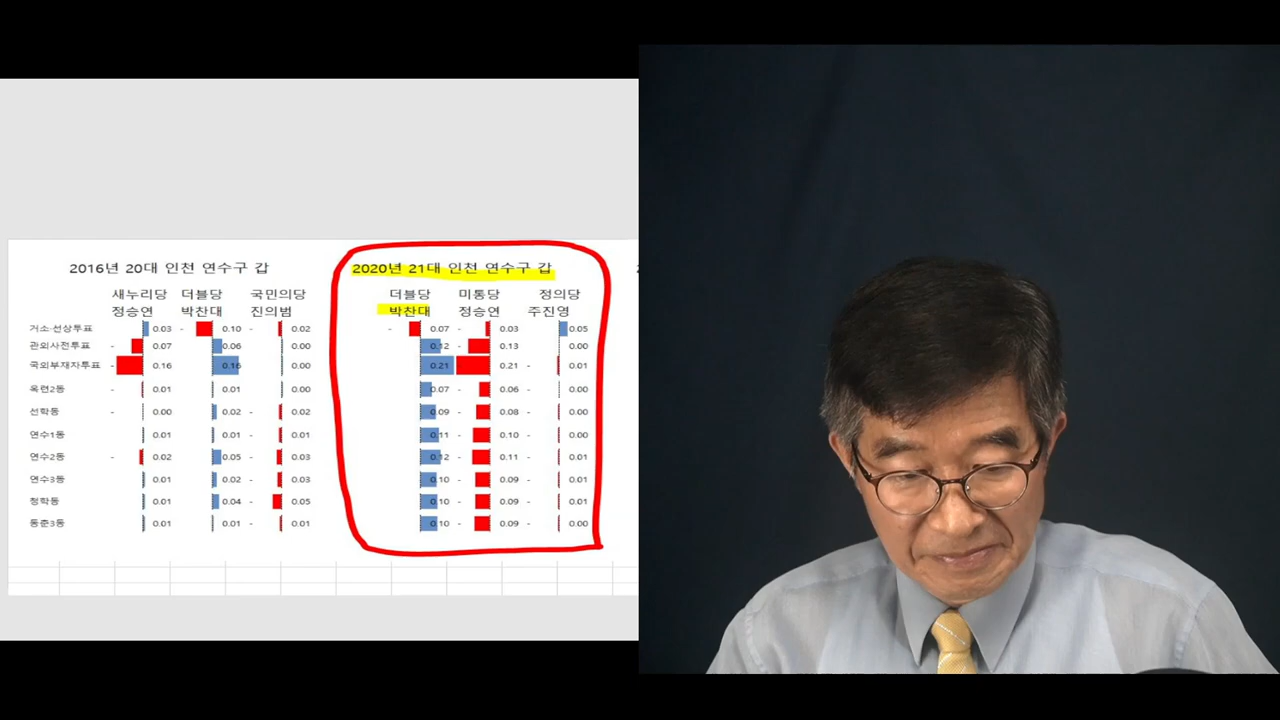 2016년 20대 인천 연수구 갑
2020년 21대 인천 연수구 갑
새누리당 더블당 국민의당
정승연 박찬대 진의범
더블당 미통당 정의당
박찬대 정승연 주진영
거소·선상투표 0.03 - 0.10 - 0.02 - 0.07 - 0.03 0.05
관외사전투표 - 0.07 0.06 0.00 0.12 - 0.13 0.00
국외부재자투표 - 0.16 0.16 0.00 0.21 - 0.21 - 0.01
옥련2동 - 0.01 0.01 - 0.00 0.07 - 0.06 - 0.00
선학동 - 0.00 0.02 - 0.02 0.09 - 0.08 - 0.00
연수1동 0.01 0.01 - 0.01 0.11 - 0.10 - 0.00
연수2동 - 0.02 0.05 - 0.03 0.12 - 0.11 - 0.01
연수3동 0.01 0.02 - 0.03 0.10 - 0.09 - 0.01
청학동 0.01 0.04 - 0.05 0.10 - 0.09 - 0.01
동춘3동 0.01 0.01 - 0.01 0.10 - 0.09 - 0.00